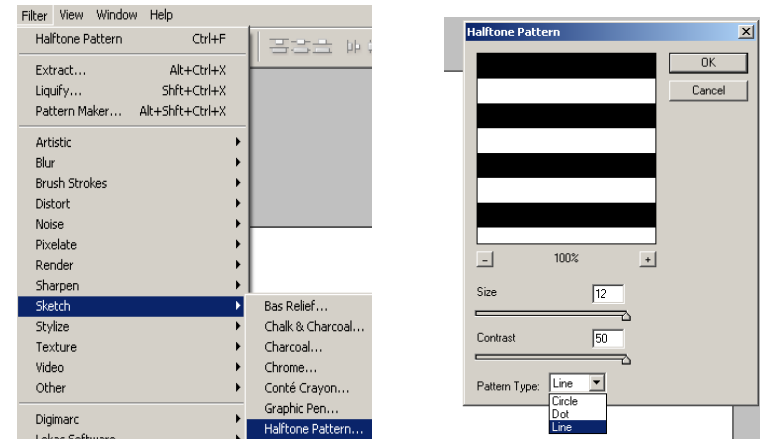 Filter View Window Help
Halftone Pattern Ctrl+F
Extract... Alt+Ctrl+X
Liquify... Shft+Ctrl+X
Pattern Maker... Alt+Shft+Ctrl+X
Artistic
Blur
Brush Strokes
Distort
Noise
Pixelate
Render
Sharpen
Sketch
Stylize
Texture
Video
Other
Digimarc
Bas Relief...
Chalk & Charcoal...
Charcoal...
Chrome...
Conté Crayon...
Graphic Pen...
Halftone Pattern...
Halftone Pattern
OK
Cancel
- 100% +
Size 12
Contrast 50
Pattern Type: Line
Circle
Dot
Line